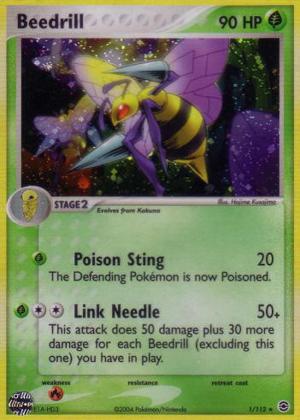 Beedrill 90 HP
Illus. Hajime Kusajima
STAGE2
Evolves from Kakuna
Poison Sting 20
The Defending Pokémon is now Poisoned.
Link Needle 50+
This attack does 50 damage plus 30 more
damage for each Beedrill (excluding this
one) you have in play.
weakness resistance retreat cost
©2004 Pokémon/Nintendo 1/112